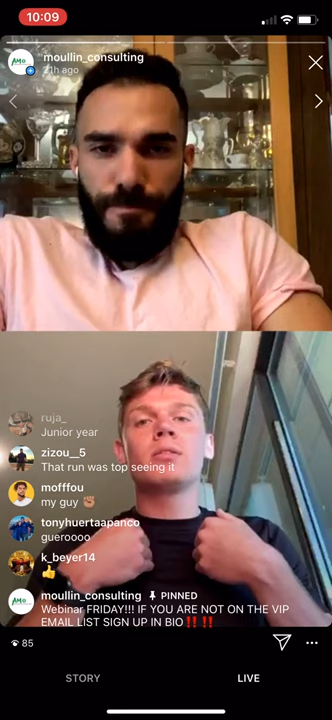 10:09
moullin_consulting
21h ago
ruja_
Junior year
zizou__5
That run was top seeing it
mofffou
my guy ✊🏽
tonyhuertaapanco
gueroooo
k_beyer14
👍
moullin_consulting 📌 PINNED
Webinar FRIDAY!!! IF YOU ARE NOT ON THE VIP
EMAIL LIST SIGN UP IN BIO‼️ ‼️
85
STORY LIVE